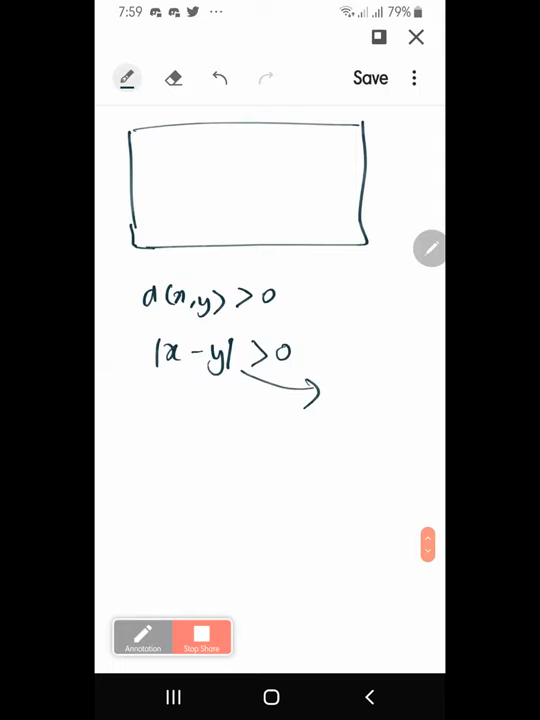 7:59 79%
Save
d(x,y) > 0
|x - y| > 0
Annotation Stop Share